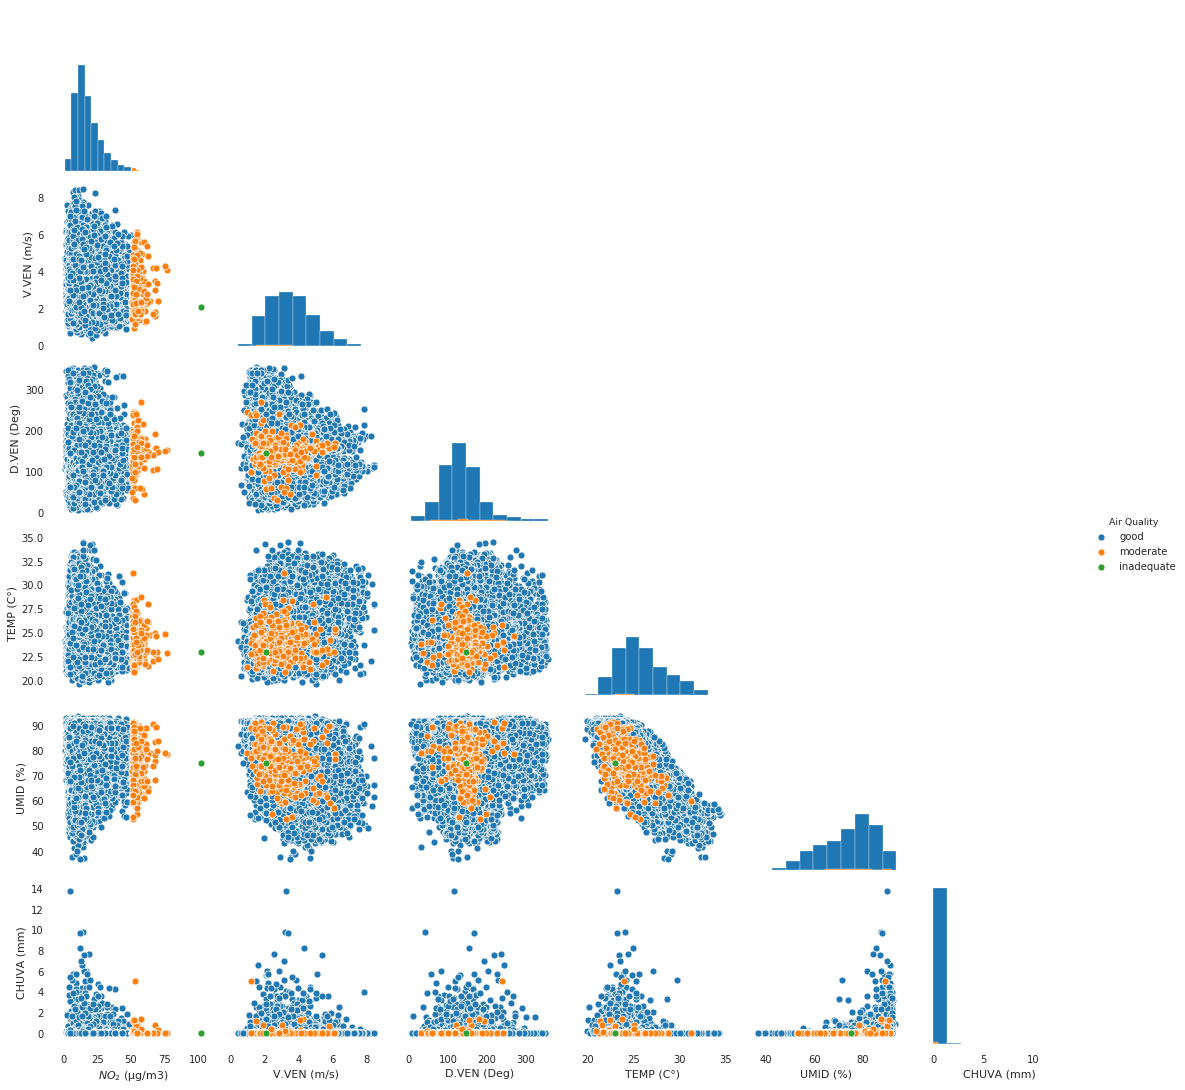 8
6
4
2
0
V.VEN (m/s)
300
200
100
0
D.VEN (Deg)
Air Quality
good
moderate
inadequate
35.0
32.5
30.0
27.5
25.0
22.5
20.0
TEMP (C°)
90
80
70
60
50
40
UMID (%)
14
12
10
8
6
4
2
0
CHUVA (mm)
0 25 50 75 100
0 2 4 6 8
0 100 200 300
20 25 30 35
40 60 80
0 5 10
NO₂ (µg/m3)
V.VEN (m/s)
D.VEN (Deg)
TEMP (C°)
UMID (%)
CHUVA (mm)